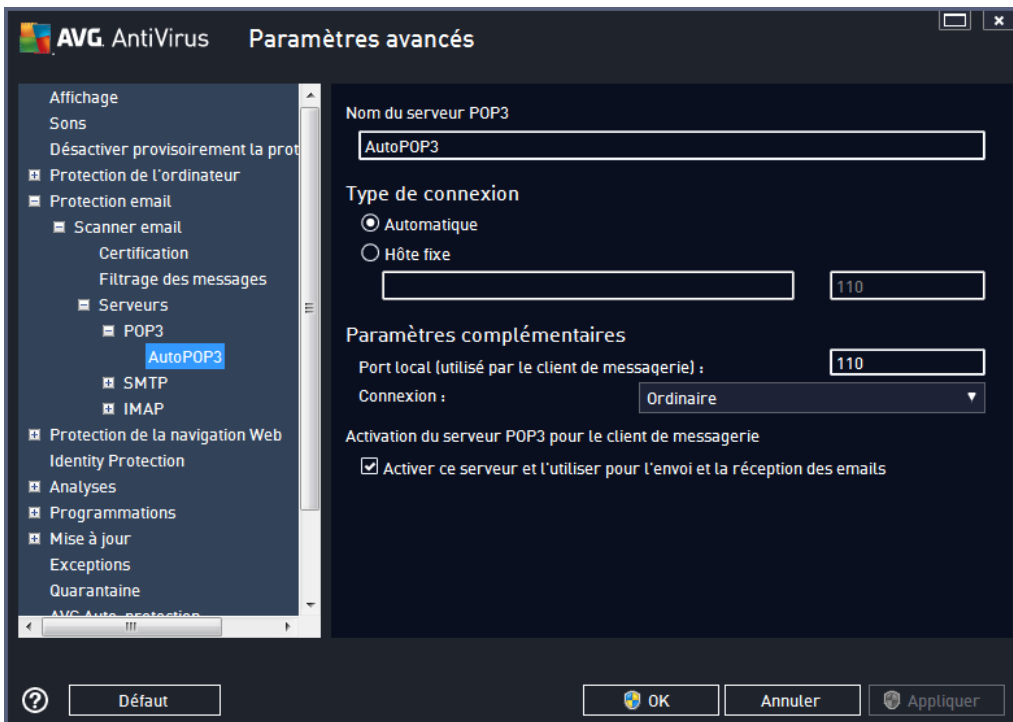 AVG AntiVirus Paramètres avancés
Affichage
Sons
Désactiver provisoirement la prot
Protection de l'ordinateur
Protection email
Scanner email
Certification
Filtrage des messages
Serveurs
POP3
AutoPOP3
SMTP
IMAP
Protection de la navigation Web
Identity Protection
Analyses
Programmations
Mise à jour
Exceptions
Quarantaine
AVG Auto-protection
Nom du serveur POP3
AutoPOP3
Type de connexion
Automatique
Hôte fixe
110
Paramètres complémentaires
Port local (utilisé par le client de messagerie) : 110
Connexion : Ordinaire
Activation du serveur POP3 pour le client de messagerie
Activer ce serveur et l'utiliser pour l'envoi et la réception des emails
? Défaut OK Annuler Appliquer